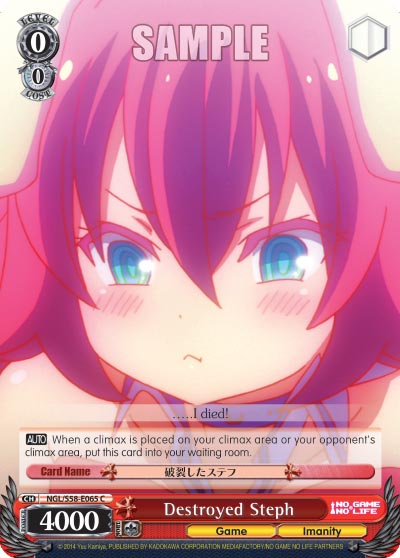 LEVEL
0
0
COST
SAMPLE
.....I died!
AUTO When a climax is placed on your climax area or your opponent's
climax area, put this card into your waiting room.
Card Name
破裂したステフ
CH NGL/S58-E065 C
POWER
4000
Destroyed Steph
NO GAME
NO LIFE
Game
Imanity
© 2014 Yuu Kamiya, PUBLISHED BY KADOKAWA CORPORATION MEDIAFACTORY/NO GAME NO LIFE PARTNERS